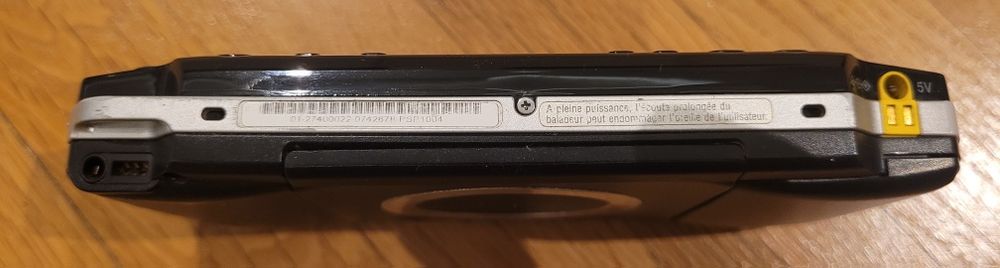 01-27400022-0742678-PSP1004
À pleine puissance, l'écoute prolongée du
baladeur peut endommager l'oreille de l'utilisateur.
5V